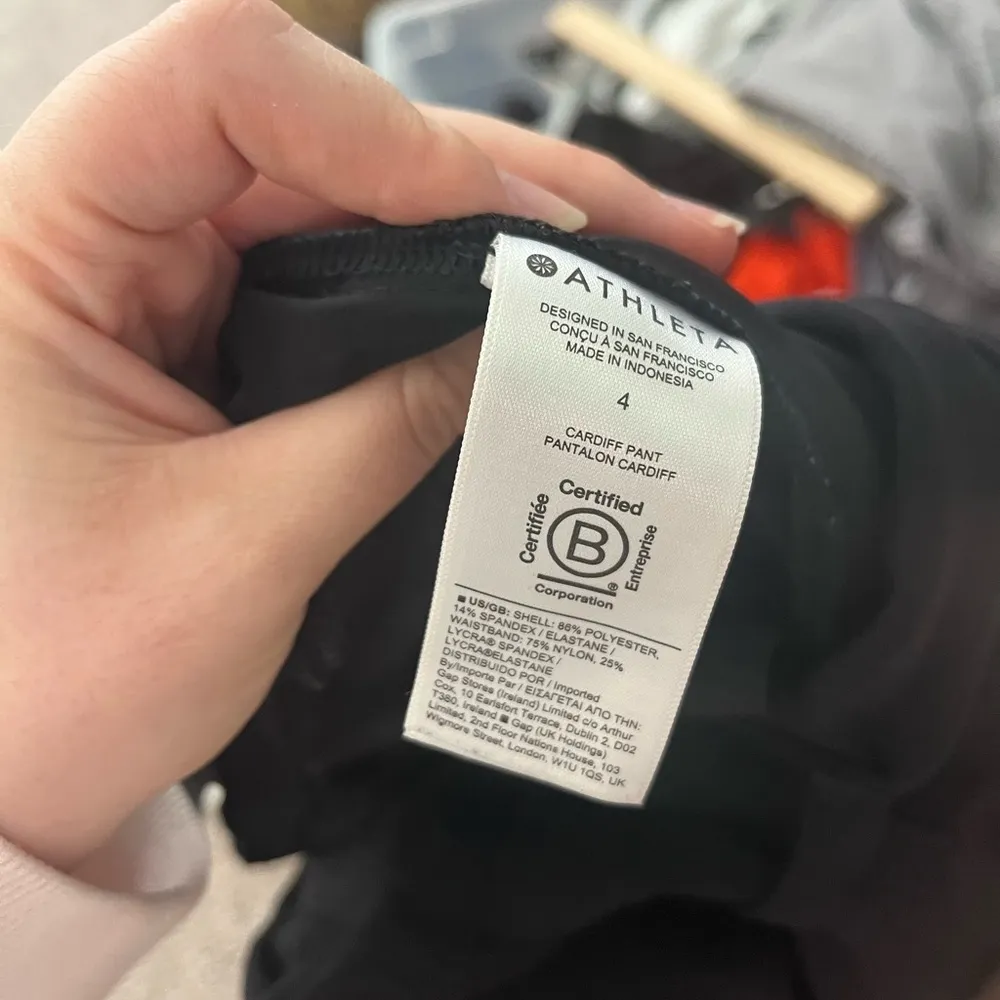 ATHLETA
DESIGNED IN SAN FRANCISCO
CONÇU À SAN FRANCISCO
MADE IN INDONESIA
4
CARDIFF PANT
PANTALON CARDIFF
Certified
Certifiée
B
Entreprise
®
Corporation
US/GB: SHELL: 86% POLYESTER,
14% SPANDEX / ELASTANE /
WAISTBAND: 75% NYLON, 25%
LYCRA® SPANDEX /
LYCRA®ELASTANE
DISTRIBUIDO POR / Imported
By/Importe Par / ΕΙΣΑΓΕΤΑΙ ΑΠΟ ΤΗΝ:
Gap Stores (Ireland) Limited c/o Arthur
Cox, 10 Earlsfort Terrace, Dublin 2, D02
T380, Ireland ■ Gap (UK Holdings)
Limited, 2nd Floor Nations House, 103
Wigmore Street, London, W1U 1QS, UK